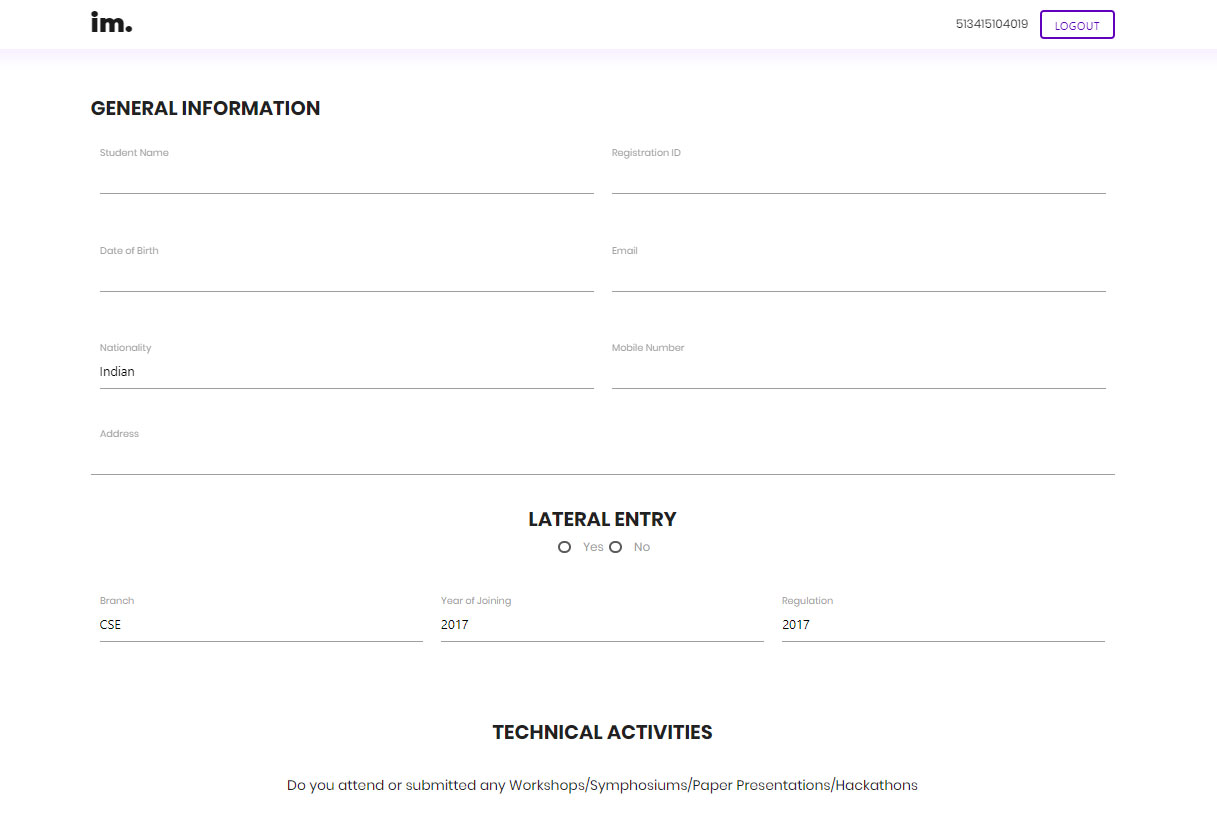 im.
513415104019 LOGOUT
GENERAL INFORMATION
Student Name Registration ID
Date of Birth Email
Nationality Mobile Number
Indian
Address
LATERAL ENTRY
Yes No
Branch Year of Joining Regulation
CSE 2017 2017
TECHNICAL ACTIVITIES
Do you attend or submitted any Workshops/Symphosiums/Paper Presentations/Hackathons